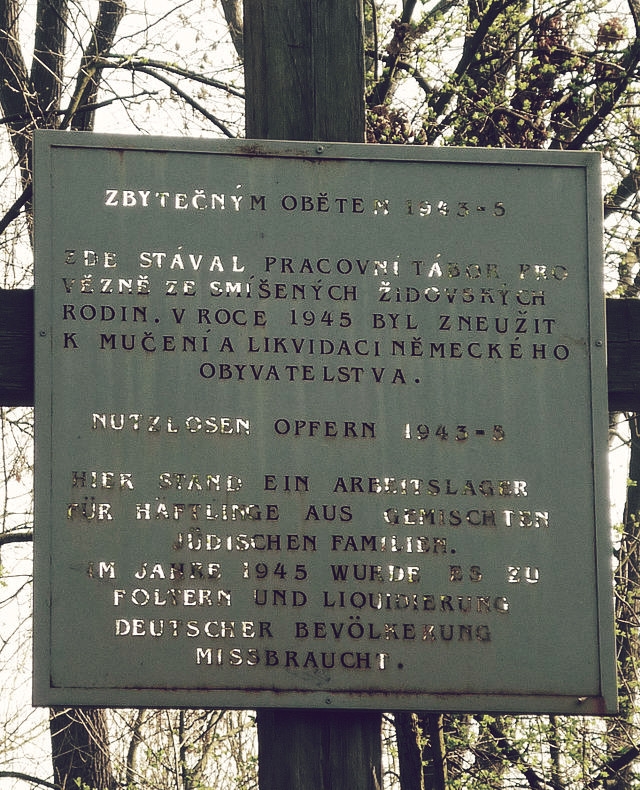 ZBYTEČNÝM OBĚTEM 1943-5
ZDE STÁVAL PRACOVNÍ TÁBOR PRO
VĚZNĚ ZE SMÍŠENÝCH ŽIDOVSKÝCH
RODIN. V ROCE 1945 BYL ZNEUŽIT
K MUČENÍ A LIKVIDACI NĚMECKÉHO
OBYVATELSTVA.
NUTZLOSEN OPFERN 1943-5
HIER STAND EIN ARBEITSLAGER
FÜR HÄFTLINGE AUS GEMISCHTEN
JÜDISCHEN FAMILIEN.
IM JAHRE 1945 WURDE ES ZU
FOLTERN UND LIQUIDIERUNG
DEUTSCHER BEVÖLKERUNG
MISSBRAUCHT.